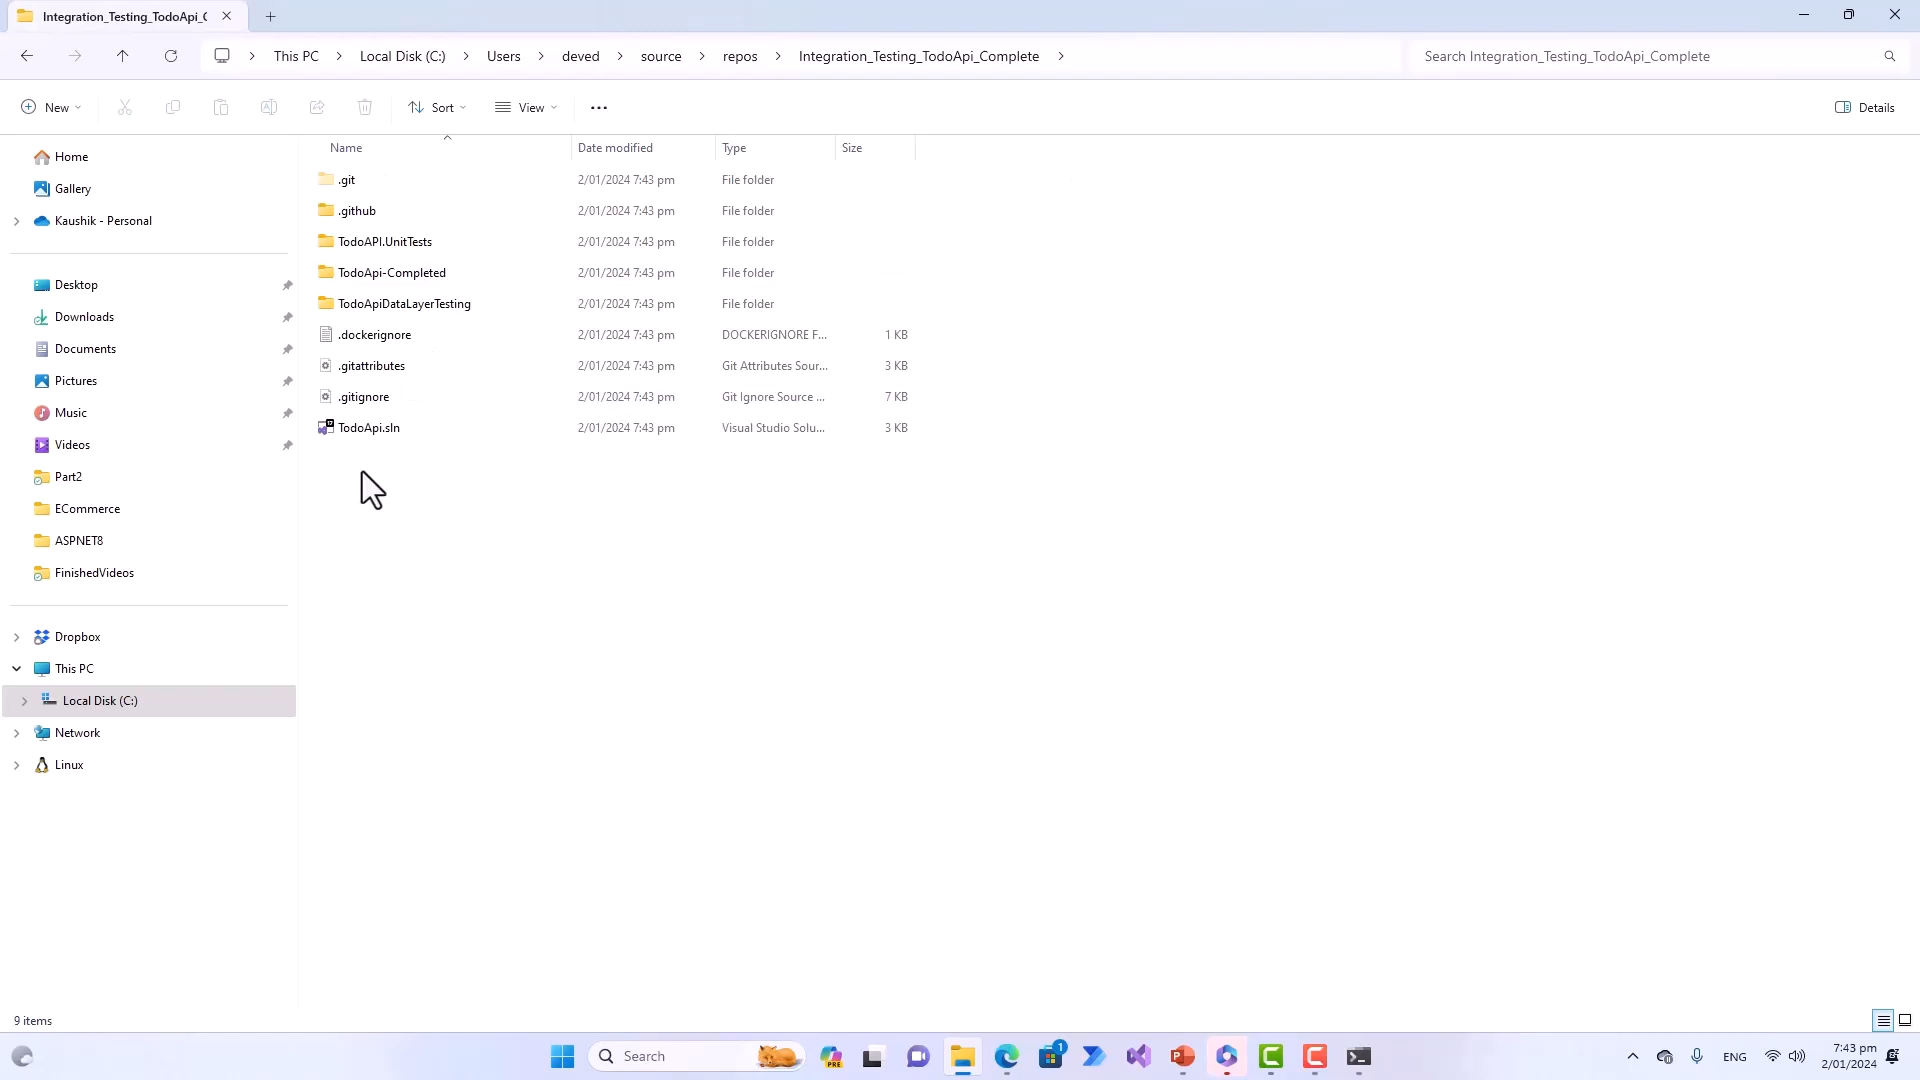 Integration_Testing_TodoApi_C
This PC
Local Disk (C:)
Users
deved
source
repos
Integration_Testing_TodoApi_Complete
Search Integration_Testing_TodoApi_Complete
New
Sort
View
Details
Home
Gallery
Kaushik - Personal
Desktop
Downloads
Documents
Pictures
Music
Videos
Part2
ECommerce
ASPNET8
FinishedVideos
Dropbox
This PC
Local Disk (C:)
Network
Linux
Name Date modified Type Size
.git 2/01/2024 7:43 pm File folder
.github 2/01/2024 7:43 pm File folder
TodoAPI.UnitTests 2/01/2024 7:43 pm File folder
TodoApi-Completed 2/01/2024 7:43 pm File folder
TodoApiDataLayerTesting 2/01/2024 7:43 pm File folder
.dockerignore 2/01/2024 7:43 pm DOCKERIGNORE F... 1 KB
.gitattributes 2/01/2024 7:43 pm Git Attributes Sour... 3 KB
.gitignore 2/01/2024 7:43 pm Git Ignore Source ... 7 KB
TodoApi.sln 2/01/2024 7:43 pm Visual Studio Solu... 3 KB
9 items
Search
PRE
1
ENG
7:43 pm
2/01/2024